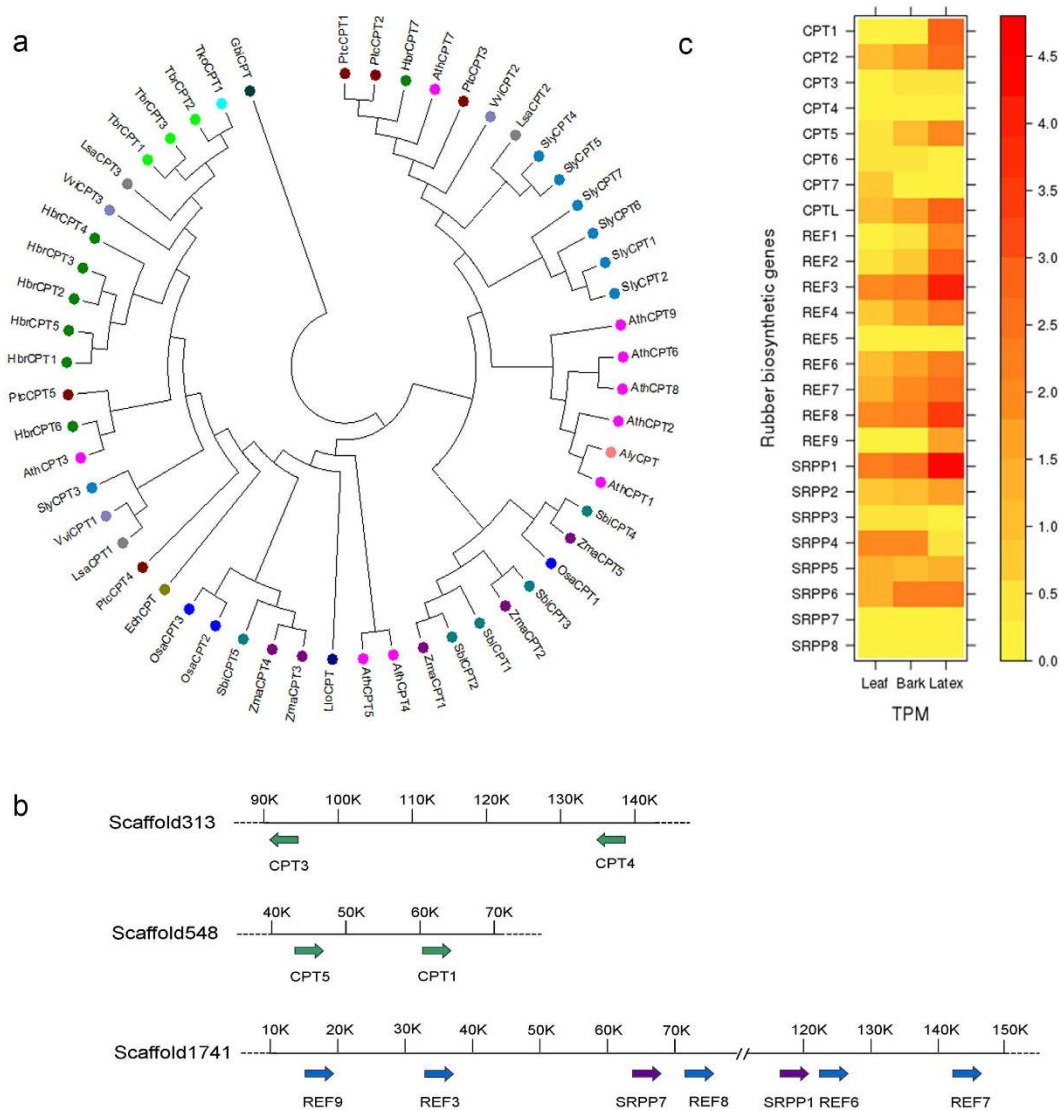 a
PtcCPT1
PtcCPT2
HbrCPT7
AthCPT7
PtcCPT3
VviCPT2
LsaCPT2
SlyCPT4
SlyCPT5
SlyCPT7
SlyCPT6
SlyCPT1
SlyCPT2
AthCPT9
AthCPT6
AthCPT8
AthCPT2
AlyCPT
AthCPT1
SbiCPT4
ZmaCPT5
OsaCPT1
SbiCPT3
ZmaCPT2
SbiCPT1
SbiCPT2
ZmaCPT1
AthCPT4
AthCPT5
LloCPT
ZmaCPT3
ZmaCPT4
SbiCPT5
OsaCPT2
OsaCPT3
EchCPT
PtcCPT4
LsaCPT1
VviCPT1
SlyCPT3
AthCPT3
HbrCPT6
PtcCPT5
HbrCPT1
HbrCPT5
HbrCPT2
HbrCPT3
HbrCPT4
VviCPT3
LsaCPT3
TbrCPT1
TbrCPT3
TbrCPT2
TkoCPT1
GbiCPT
c
Rubber biosynthetic genes
CPT1
CPT2
CPT3
CPT4
CPT5
CPT6
CPT7
CPTL
REF1
REF2
REF3
REF4
REF5
REF6
REF7
REF8
REF9
SRPP1
SRPP2
SRPP3
SRPP4
SRPP5
SRPP6
SRPP7
SRPP8
Leaf Bark Latex
TPM
4.5
4.0
3.5
3.0
2.5
2.0
1.5
1.0
0.5
0.0
b
90K 100K 110K 120K 130K 140K
Scaffold313
CPT3 CPT4
40K 50K 60K 70K
Scaffold548
CPT5 CPT1
10K 20K 30K 40K 50K 60K 70K 120K 130K 140K 150K
Scaffold1741
REF9 REF3 SRPP7 REF8 SRPP1 REF6 REF7